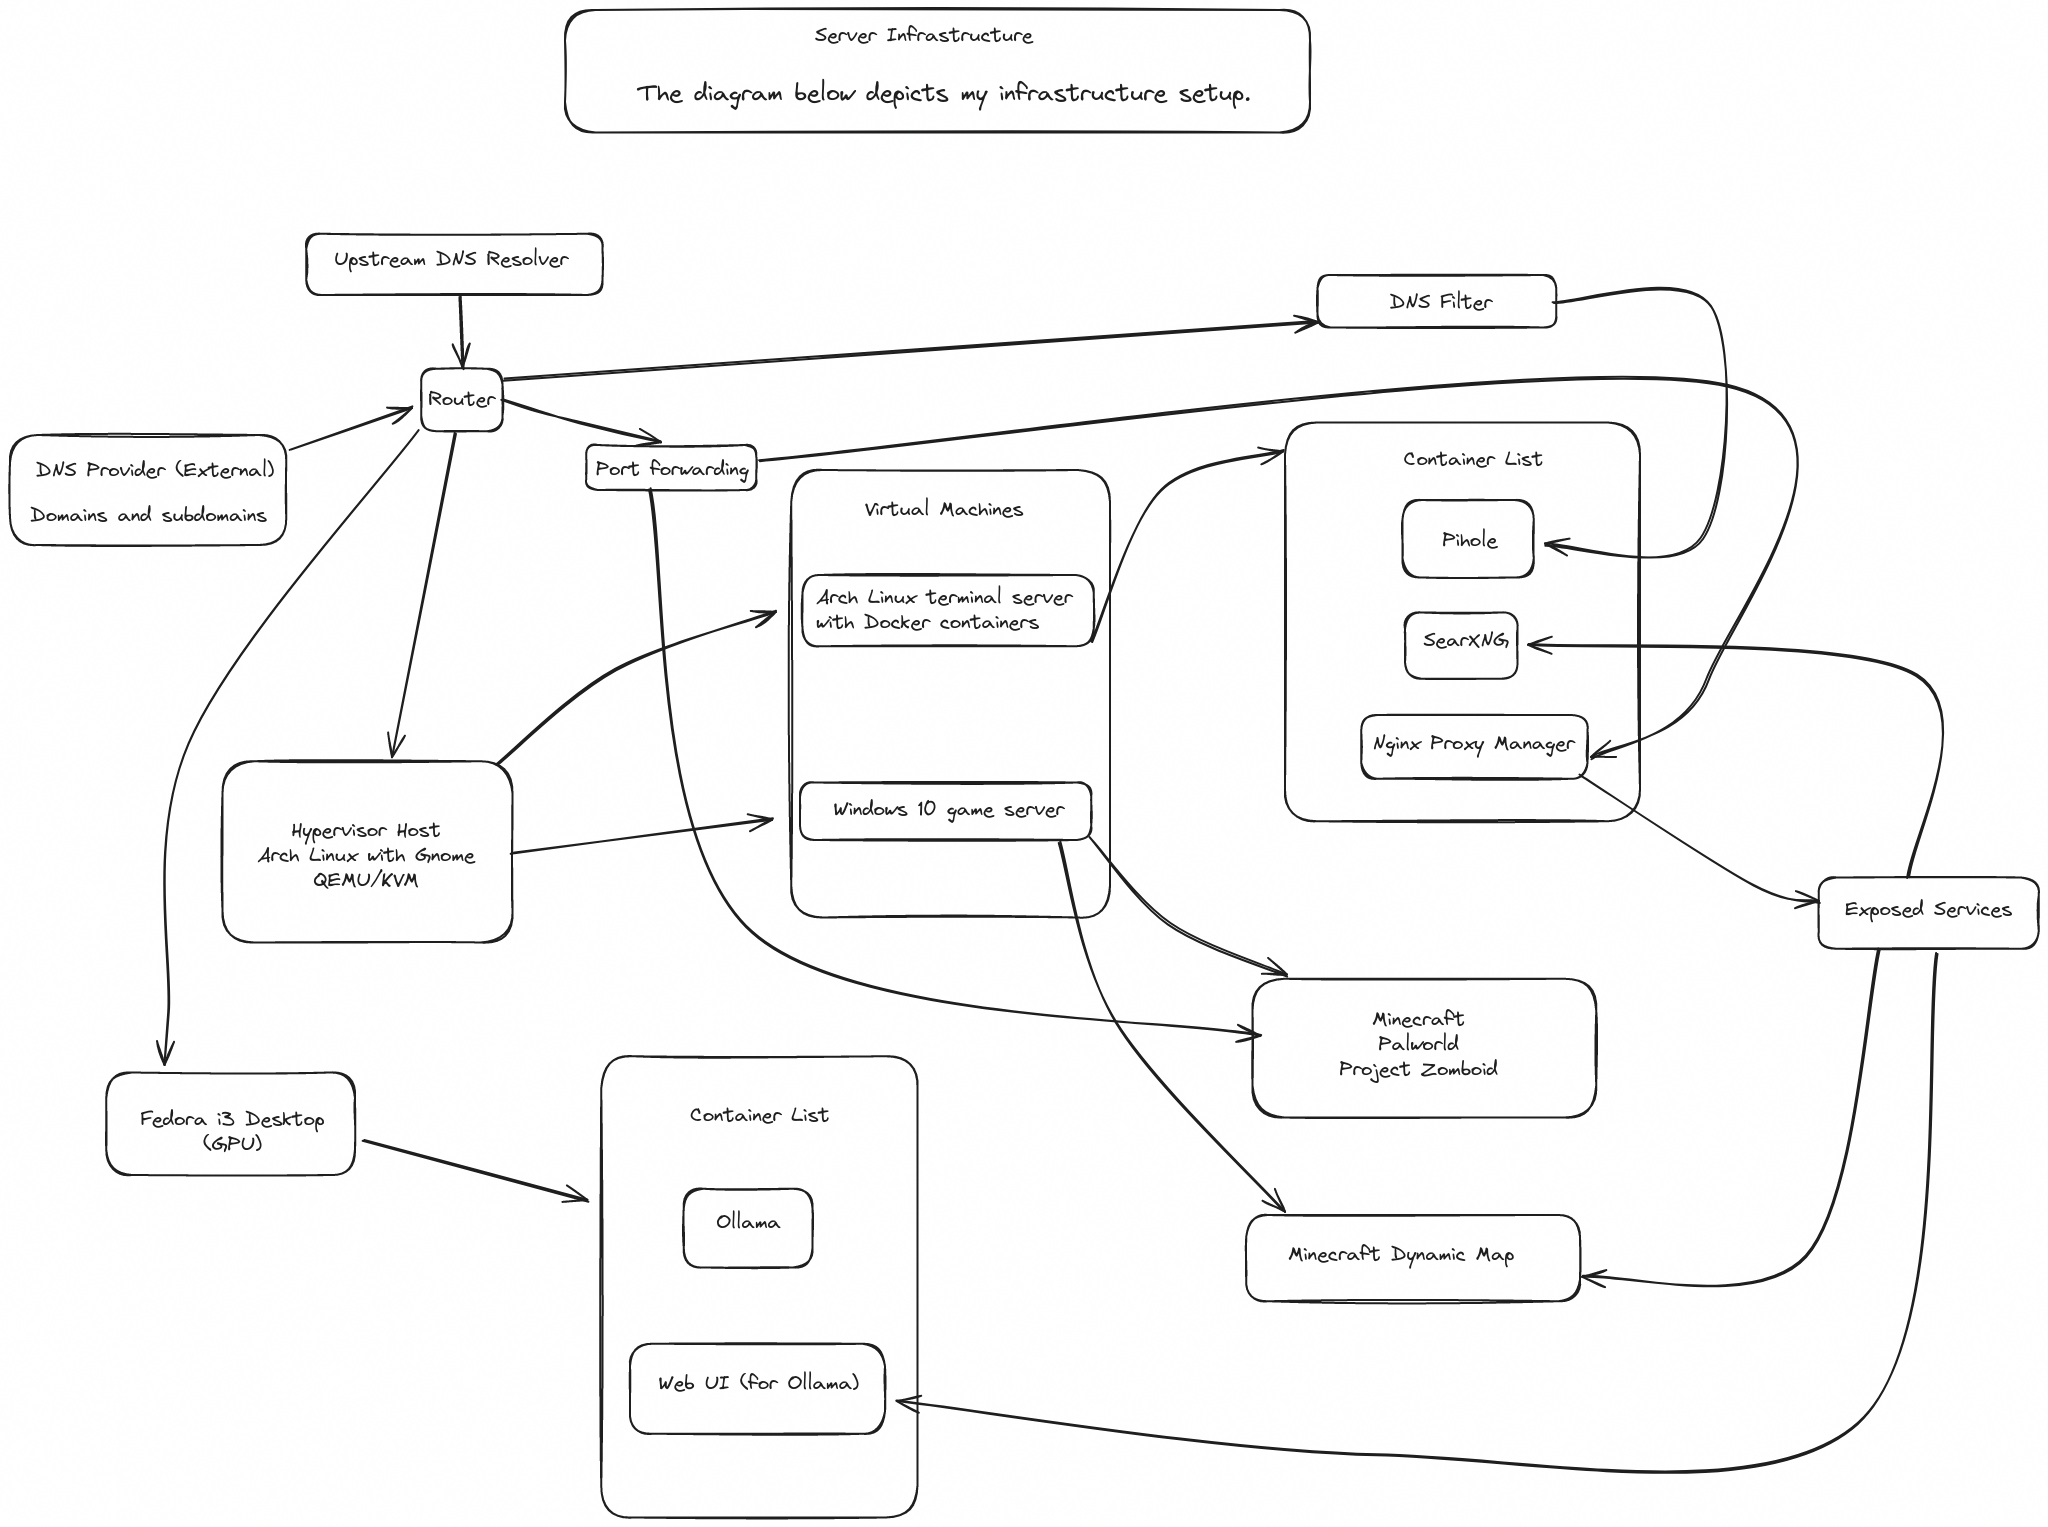 Server Infrastructure
The diagram below depicts my infrastructure setup.
Upstream DNS Resolver
DNS Filter
Router
DNS Provider (External)
Domains and subdomains
Port forwarding
Virtual Machines
Arch Linux terminal server
with Docker containers
Windows 10 game server
Container List
Pihole
SearXNG
Nginx Proxy Manager
Hypervisor Host
Arch Linux with Gnome
QEMU/KVM
Exposed Services
Minecraft
Palworld
Project Zomboid
Fedora i3 Desktop
(GPU)
Container List
Ollama
Web UI (for Ollama)
Minecraft Dynamic Map